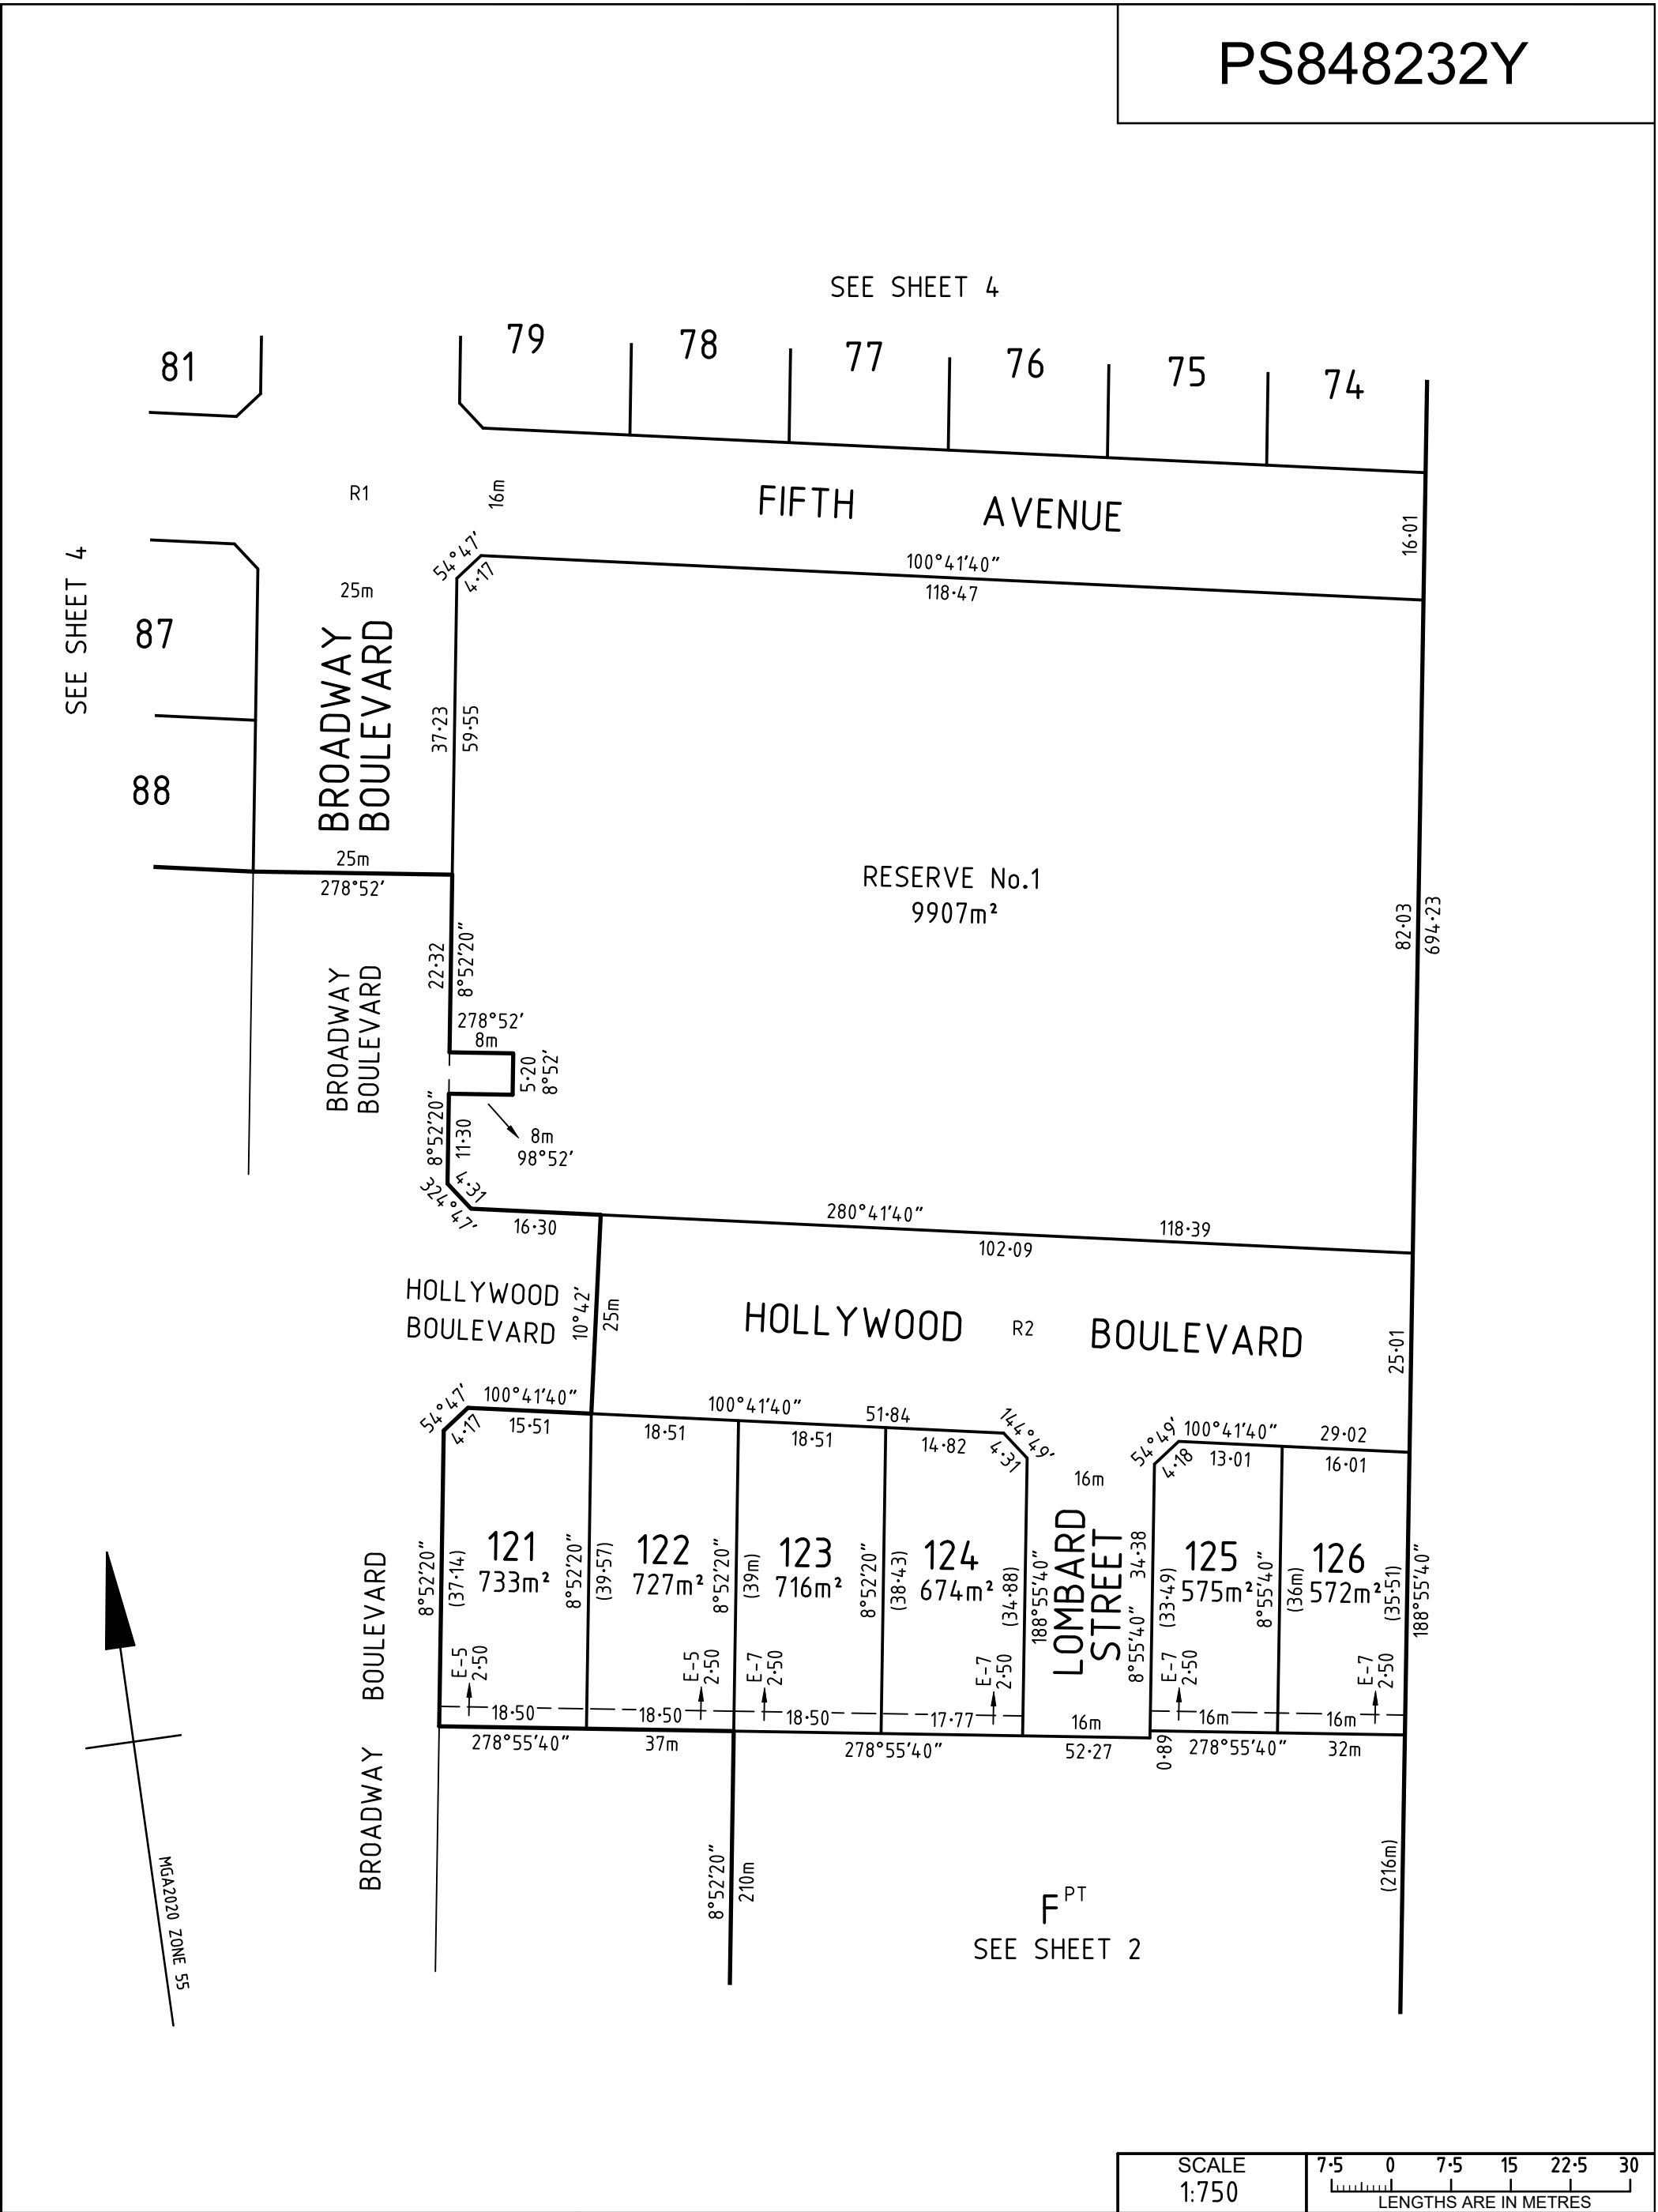 PS848232Y
SEE SHEET 4
81
79
78
77
76
75
74
R1
16m
FIFTH AVENUE
16·01
SEE SHEET 4
54°47'
4·17
100°41'40"
118·47
25m
87
BROADWAY
BOULEVARD
37·23
59·55
88
25m
278°52'
RESERVE No.1
9907m²
82·03
694·23
22·32
8°52'20"
BROADWAY
BOULEVARD
278°52'
8m
5·20
8°52'
8°52'20"
11·30
8m
98°52'
4·31
324°47'
16·30
280°41'40"
118·39
102·09
HOLLYWOOD
BOULEVARD
10°42'
25m
HOLLYWOOD R2 BOULEVARD
25·01
54°47'
4·17
100°41'40"
15·51
100°41'40"
51·84
18·51
18·51
14·82
144°49'
4·31
16m
54°49'
4·18
100°41'40"
13·01
29·02
16·01
8°52'20"
(37·14)
121
733m²
8°52'20"
(39·57)
122
727m²
8°52'20"
(39m)
123
716m²
8°52'20"
(38·43)
124
674m²
(34·88)
188°55'40"
LOMBARD
STREET
34·38
8°55'40"
(33·49)
125
575m²
8°55'40"
(36m)
126
572m²
(35·51)
188°55'40"
BROADWAY BOULEVARD
E-5
2·50
E-5
2·50
E-7
2·50
E-7
2·50
E-7
2·50
E-7
2·50
18·50
18·50
18·50
17·77
16m
16m
16m
278°55'40"
37m
278°55'40"
52·27
0·89
278°55'40"
32m
8°52'20"
210m
(216m)
F PT
SEE SHEET 2
MGA2020 ZONE 55
SCALE
1:750
7·5 0 7·5 15 22·5 30
LENGTHS ARE IN METRES